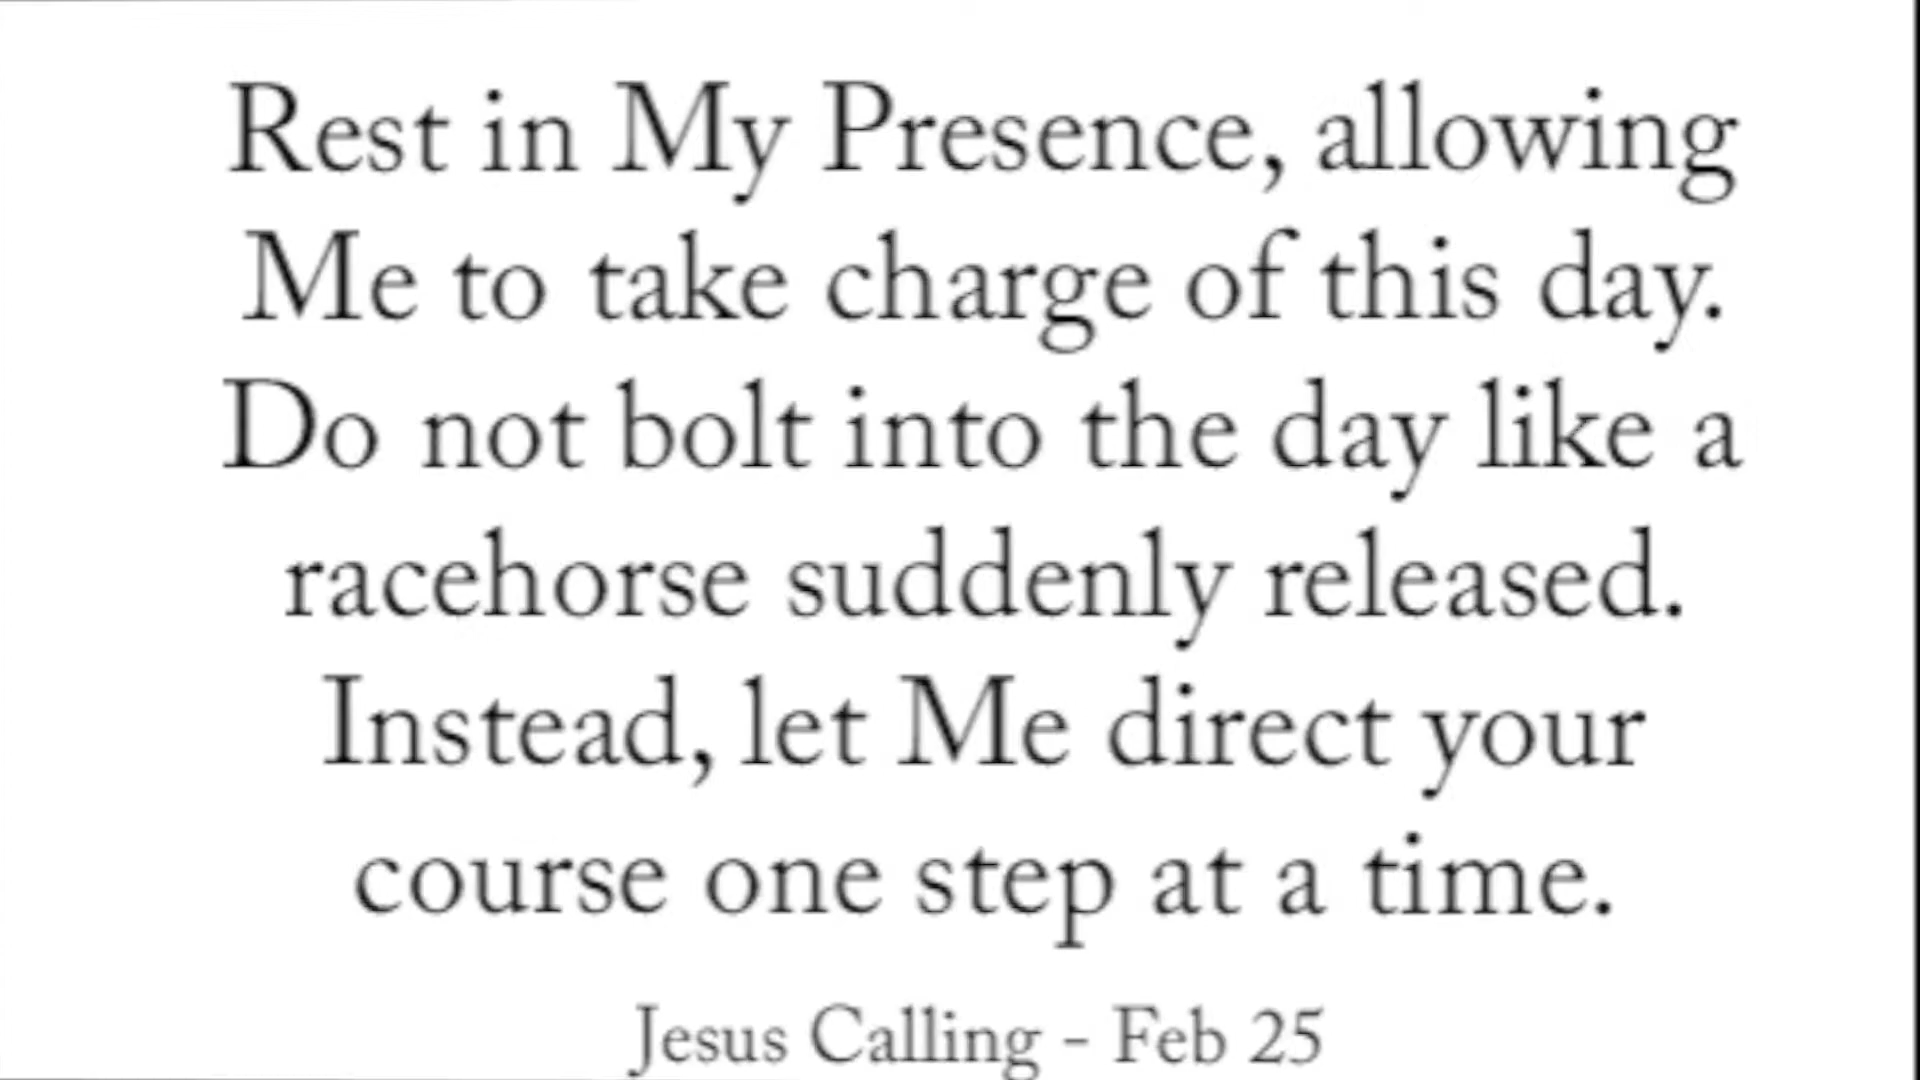 Rest in My Presence, allowing
Me to take charge of this day.
Do not bolt into the day like a
racehorse suddenly released.
Instead, let Me direct your
course one step at a time.
Jesus Calling - Feb 25